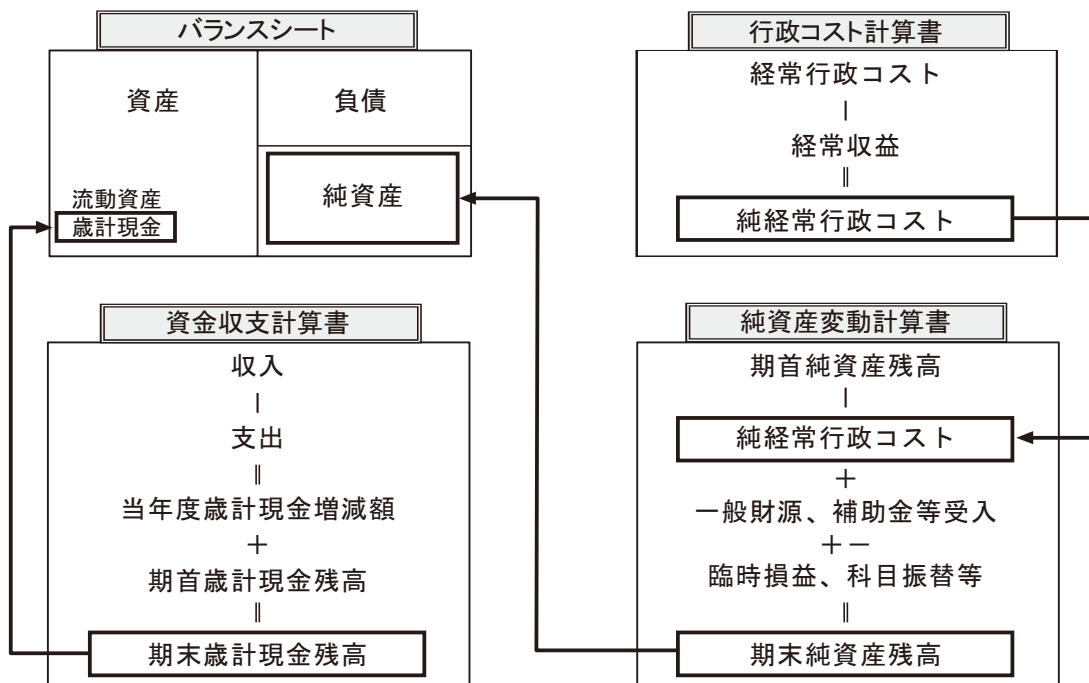 バランスシート
資産
負債
流動資産
歳計現金
純資産
行政コスト計算書
経常行政コスト
−
経常収益
＝
純経常行政コスト
資金収支計算書
収入
−
支出
＝
当年度歳計現金増減額
＋
期首歳計現金残高
＝
期末歳計現金残高
純資産変動計算書
期首純資産残高
−
純経常行政コスト
＋
一般財源、補助金等受入
＋−
臨時損益、科目振替等
＝
期末純資産残高